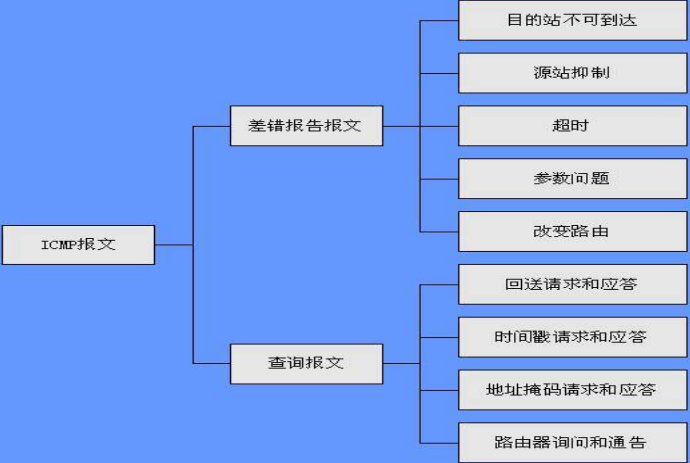 ICMP报文
差错报告报文
目的站不可到达
源站抑制
超时
参数问题
改变路由
查询报文
回送请求和应答
时间戳请求和应答
地址掩码请求和应答
路由器询问和通告